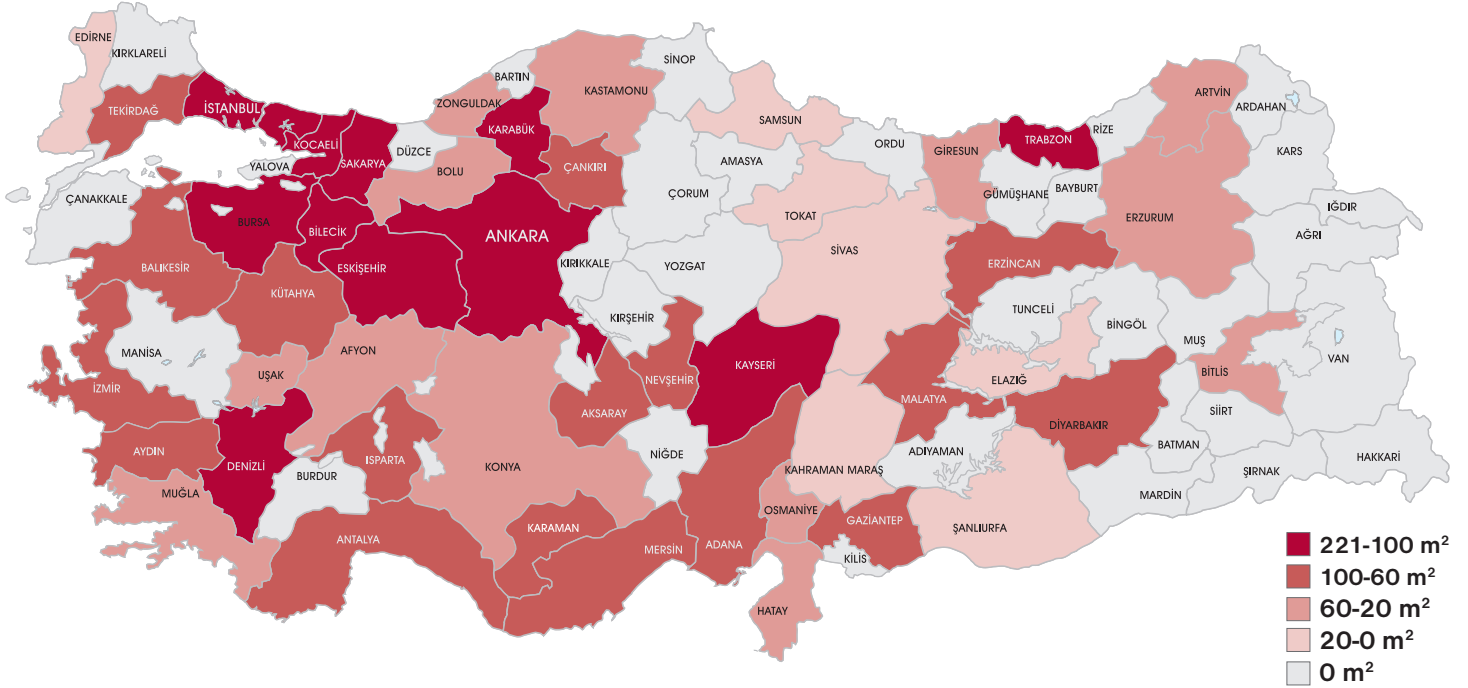 EDİRNE
KIRKLARELİ
TEKİRDAĞ
İSTANBUL
KOCAELİ
YALOVA
SAKARYA
DÜZCE
ZONGULDAK
BARTIN
KARABÜK
KASTAMONU
SİNOP
BOLU
ÇANKIRI
SAMSUN
AMASYA
ÇORUM
ORDU
TOKAT
GİRESUN
TRABZON
GÜMÜŞHANE
BAYBURT
RİZE
ARTVİN
ARDAHAN
KARS
IĞDIR
AĞRI
ERZURUM
ERZİNCAN
ÇANAKKALE
BURSA
BİLECİK
ESKİŞEHİR
ANKARA
KIRIKKALE
YOZGAT
SİVAS
BALIKESİR
KÜTAHYA
KIRŞEHİR
TUNCELİ
BİNGÖL
MUŞ
VAN
MANİSA
UŞAK
AFYON
İZMİR
NEVŞEHİR
KAYSERİ
AKSARAY
MALATYA
ELAZIĞ
BİTLİS
DİYARBAKIR
SİİRT
BATMAN
AYDIN
DENİZLİ
ISPARTA
BURDUR
KONYA
NİĞDE
KAHRAMAN MARAŞ
ADIYAMAN
MARDİN
ŞIRNAK
HAKKARİ
MUĞLA
ANTALYA
KARAMAN
MERSİN
ADANA
OSMANİYE
GAZİANTEP
KİLİS
ŞANLIURFA
HATAY
221-100 m²
100-60 m²
60-20 m²
20-0 m²
0 m²